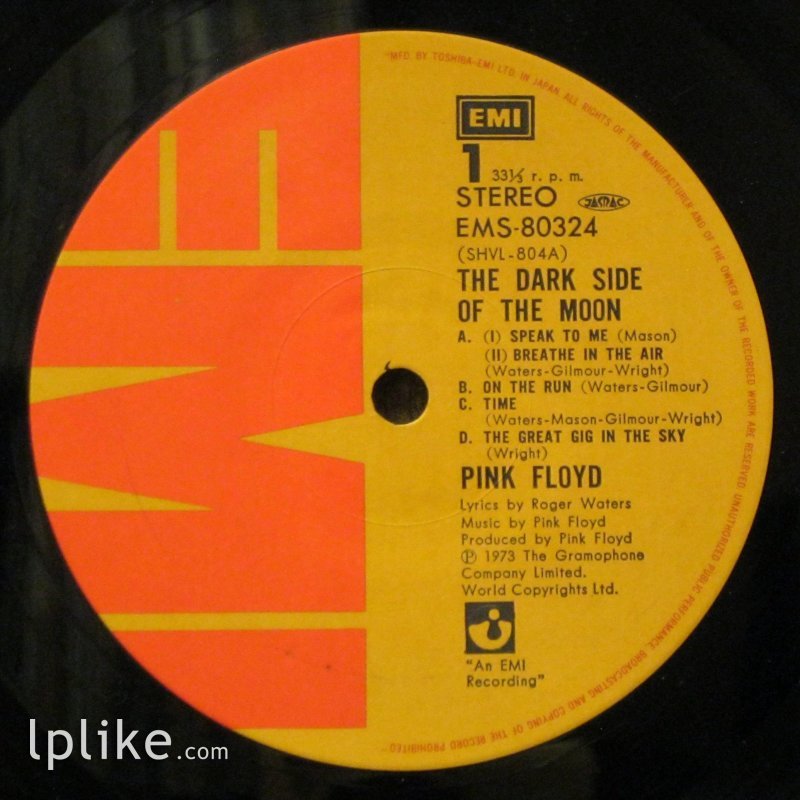 "MFD. BY TOSHIBA-EMI LTD. IN JAPAN ALL RIGHTS OF THE MANUFACTURER AND OF THE OWNER OF THE RECORDED WORK ARE RESERVED UNAUTHORIZED PUBLIC PERFORMANCE, BROADCASTING AND COPYING OF THE RECORD PROHIBITED"
EMI
EMI
1 33⅓ r. p. m.
STEREO JASRAC
EMS-80324
(SHVL-804A)
THE DARK SIDE
OF THE MOON
A. (I) SPEAK TO ME (Mason)
(II) BREATHE IN THE AIR
(Waters-Gilmour-Wright)
B. ON THE RUN (Waters-Gilmour)
C. TIME
(Waters-Mason-Gilmour-Wright)
D. THE GREAT GIG IN THE SKY
(Wright)
PINK FLOYD
Lyrics by Roger Waters
Music by Pink Floyd
Produced by Pink Floyd
Ⓟ 1973 The Gramophone
Company Limited.
World Copyrights Ltd.
"An EMI
Recording"
lplike.com